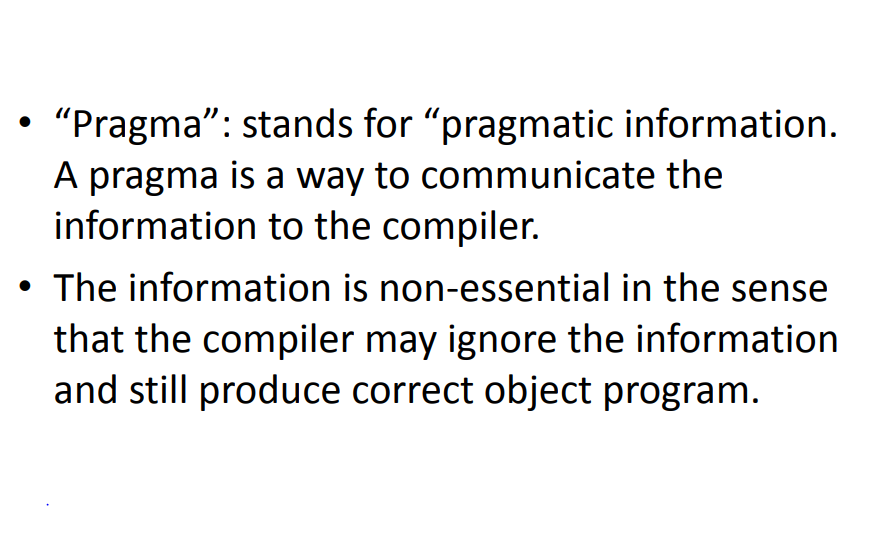 • “Pragma”: stands for “pragmatic information.
A pragma is a way to communicate the
information to the compiler.
• The information is non-essential in the sense
that the compiler may ignore the information
and still produce correct object program.
.